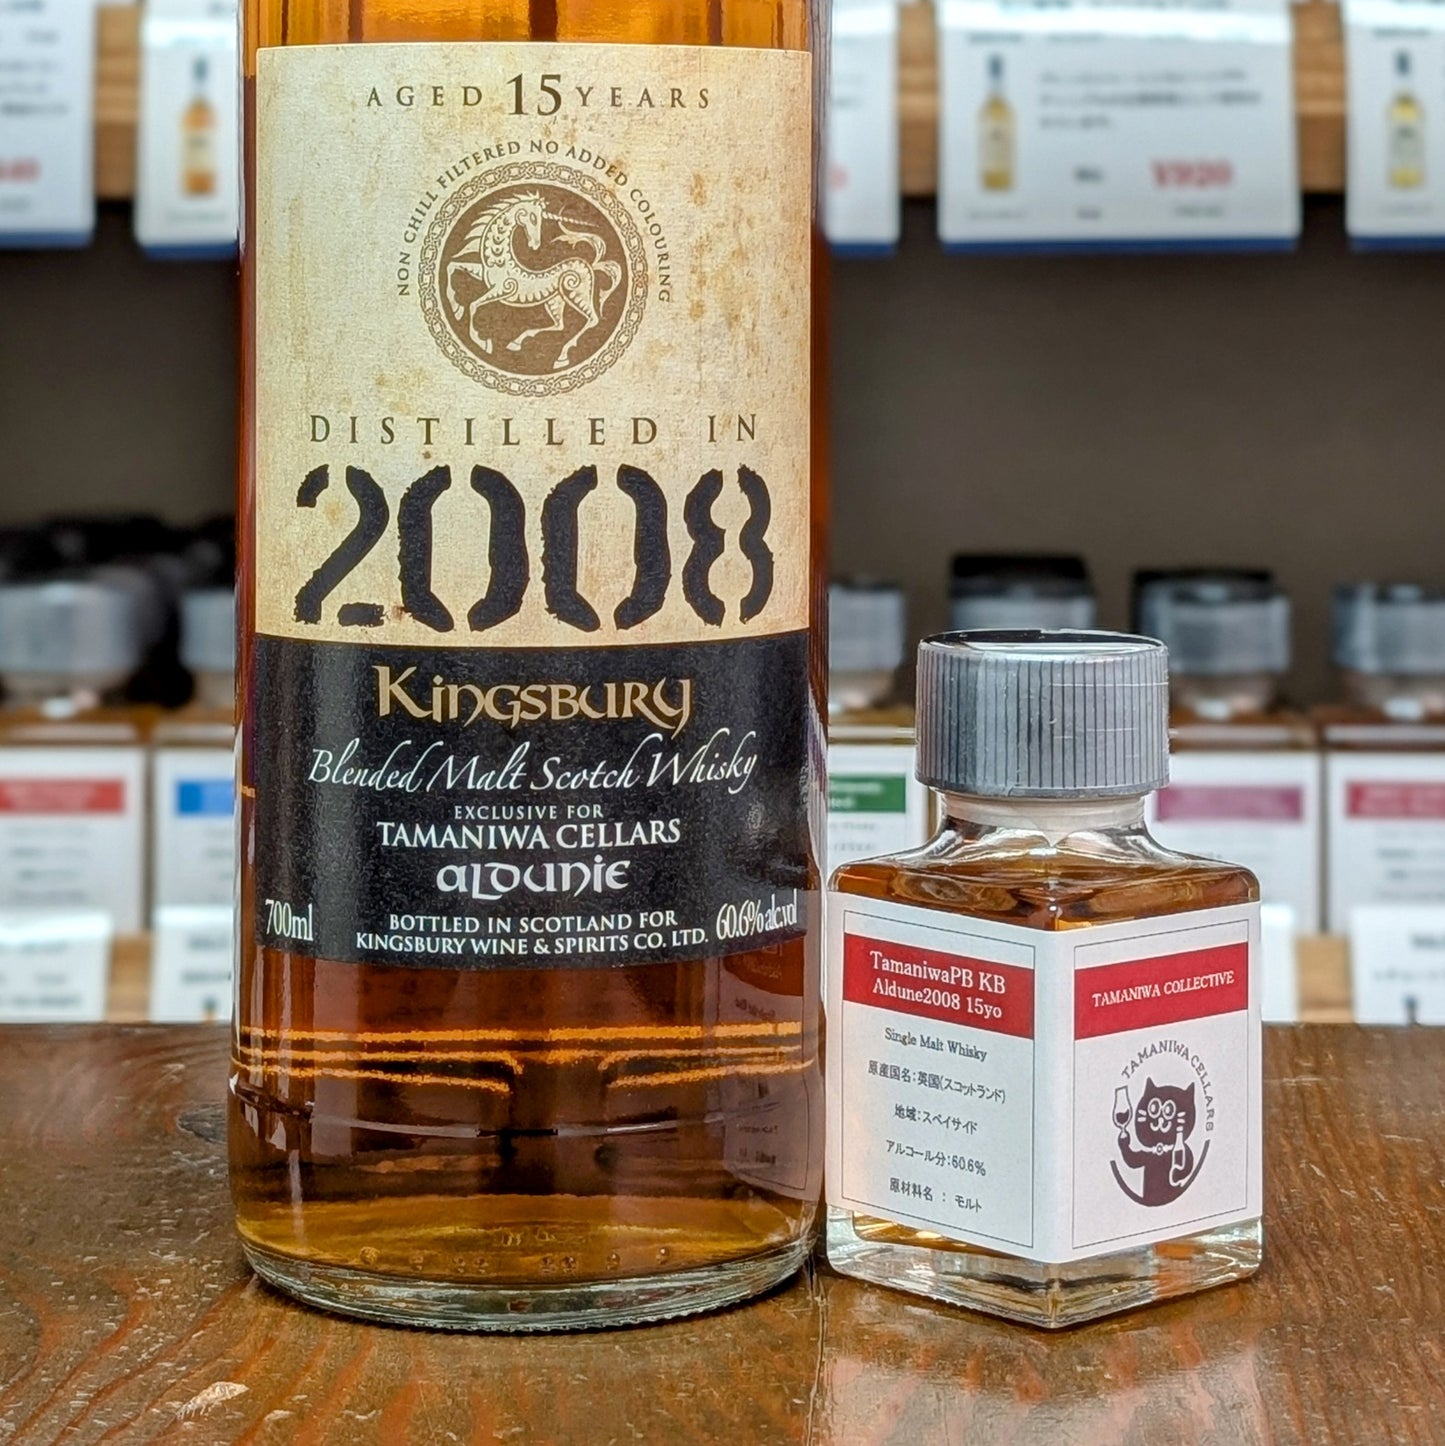 AGED 15 YEARS
NON CHILL FILTERED NO ADDED COLOURING
DISTILLED IN
2008
Kingsbury
Blended Malt Scotch Whisky
EXCLUSIVE FOR
TAMANIWA CELLARS
aldunie
700ml
BOTTLED IN SCOTLAND FOR
KINGSBURY WINE & SPIRITS CO. LTD.
60.6%alc.vol
TamaniwaPB KB
Aldune2008 15yo
Single Malt Whisky
原産国名:英国(スコットランド)
地域:スペイサイド
アルコール分:60.6%
原材料名 : モルト
TAMANIWA COLLECTIVE
TAMANIWA CELLARS
¥920